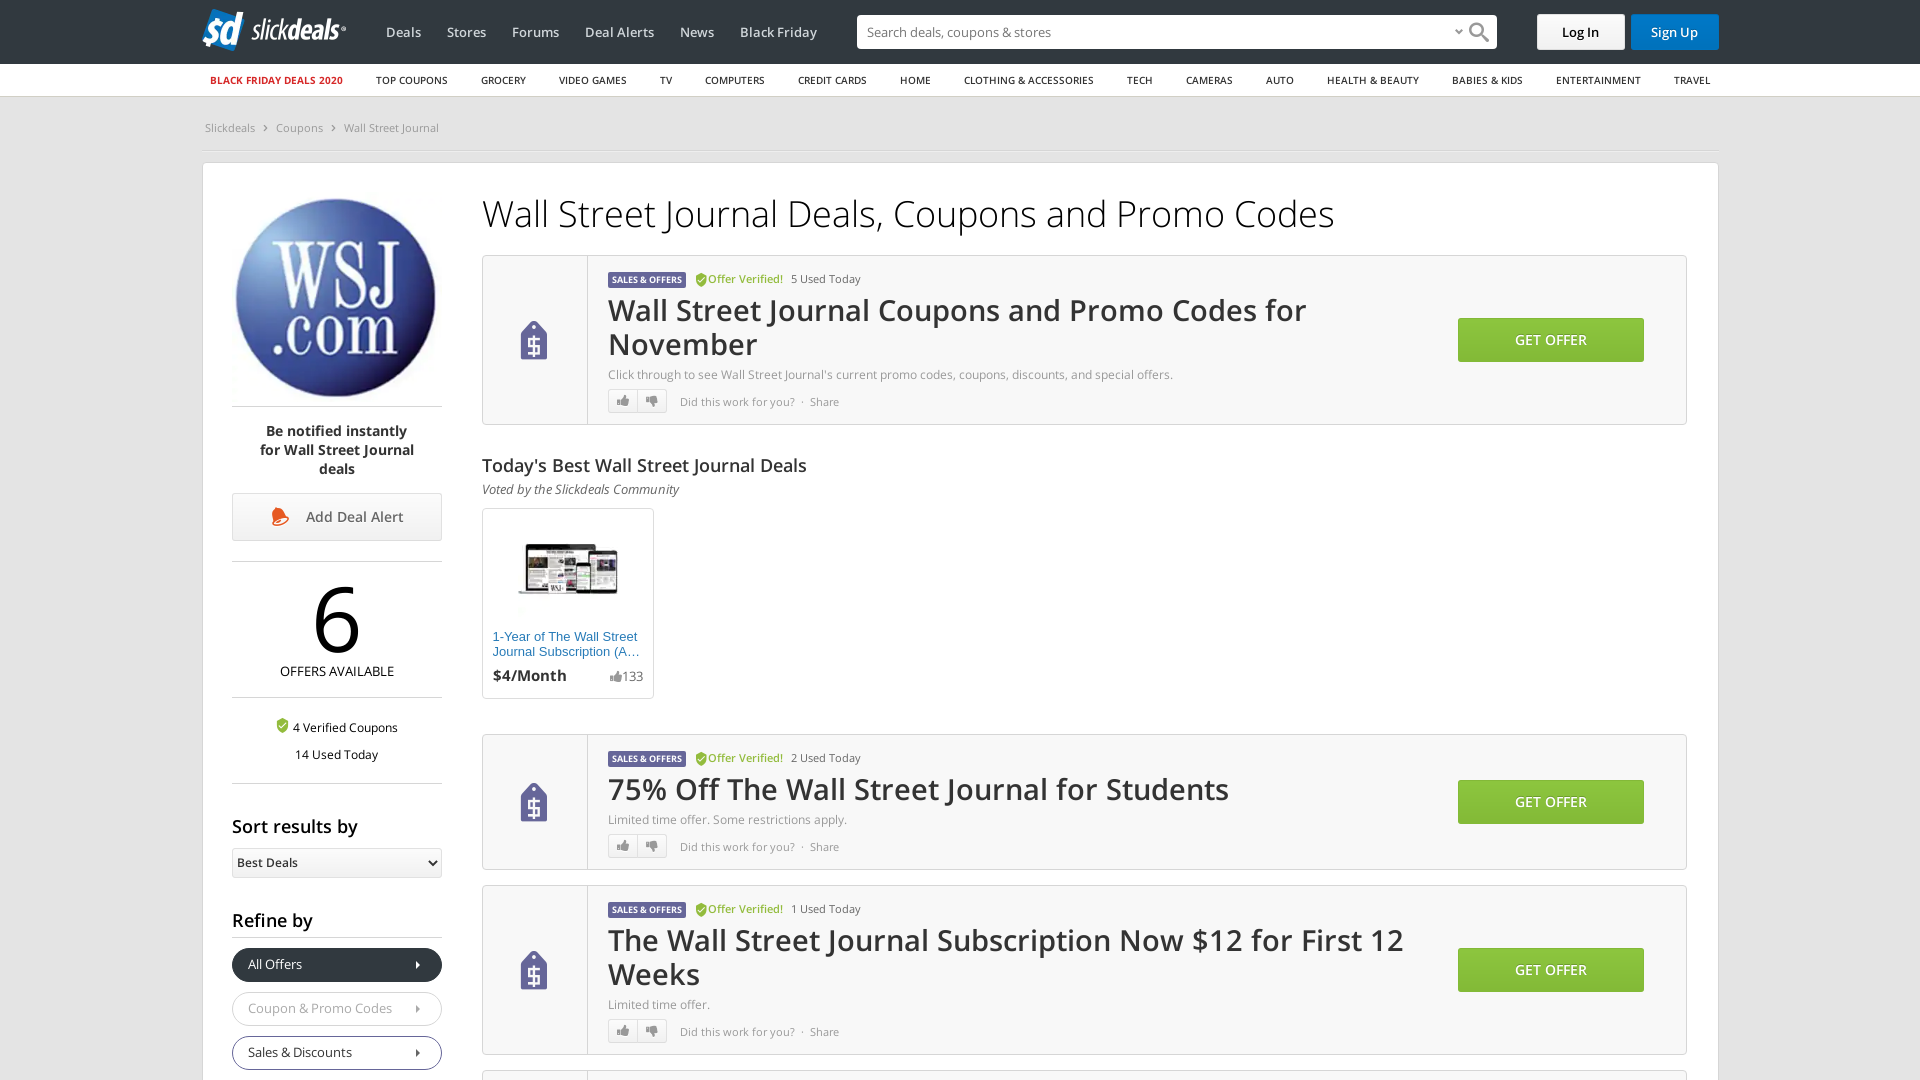 sd slickdeals
Deals Stores Forums Deal Alerts News Black Friday
Search deals, coupons & stores
Log In Sign Up
BLACK FRIDAY DEALS 2020 TOP COUPONS GROCERY VIDEO GAMES TV COMPUTERS CREDIT CARDS HOME CLOTHING & ACCESSORIES TECH CAMERAS AUTO HEALTH & BEAUTY BABIES & KIDS ENTERTAINMENT TRAVEL
Slickdeals > Coupons > Wall Street Journal
WSJ
.com
Be notified instantly
for Wall Street Journal
deals
Add Deal Alert
6
OFFERS AVAILABLE
4 Verified Coupons
14 Used Today
Sort results by
Best Deals
Refine by
All Offers
Coupon & Promo Codes
Sales & Discounts
Wall Street Journal Deals, Coupons and Promo Codes
SALES & OFFERS Offer Verified! 5 Used Today
Wall Street Journal Coupons and Promo Codes for
November
Click through to see Wall Street Journal's current promo codes, coupons, discounts, and special offers.
Did this work for you? · Share
GET OFFER
Today's Best Wall Street Journal Deals
Voted by the Slickdeals Community
WSJ
1-Year of The Wall Street
Journal Subscription (A…
$4/Month 133
SALES & OFFERS Offer Verified! 2 Used Today
75% Off The Wall Street Journal for Students
Limited time offer. Some restrictions apply.
Did this work for you? · Share
GET OFFER
SALES & OFFERS Offer Verified! 1 Used Today
The Wall Street Journal Subscription Now $12 for First 12
Weeks
Limited time offer.
Did this work for you? · Share
GET OFFER